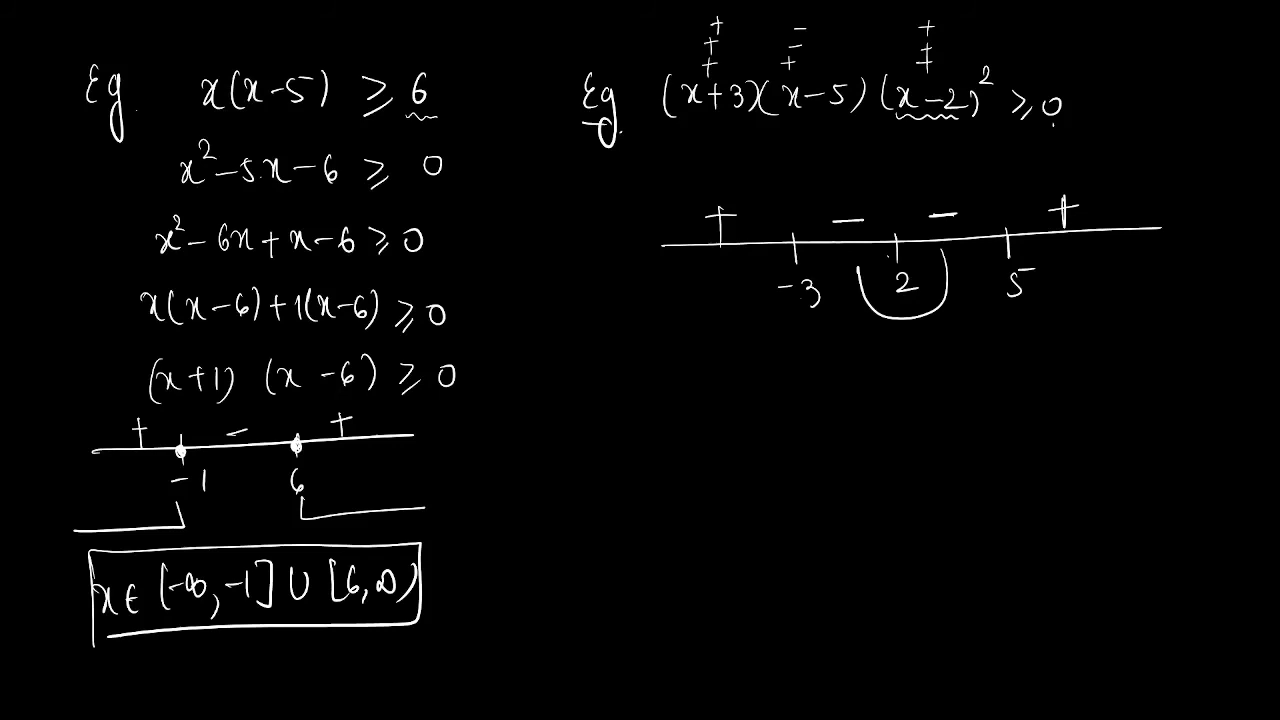 Eg. x(x-5) ≥ 6
x²-5x-6 ≥ 0
x²-6x+x-6 ≥ 0
x(x-6)+1(x-6) ≥ 0
(x+1) (x-6) ≥ 0
+ - +
-1 6
x ∈ (-∞, -1] ∪ [6, ∞)
+ - +
+ - +
+ + +
Eg. (x+3)(x-5)(x-2)² ≥ 0
+ - - +
-3 2 5